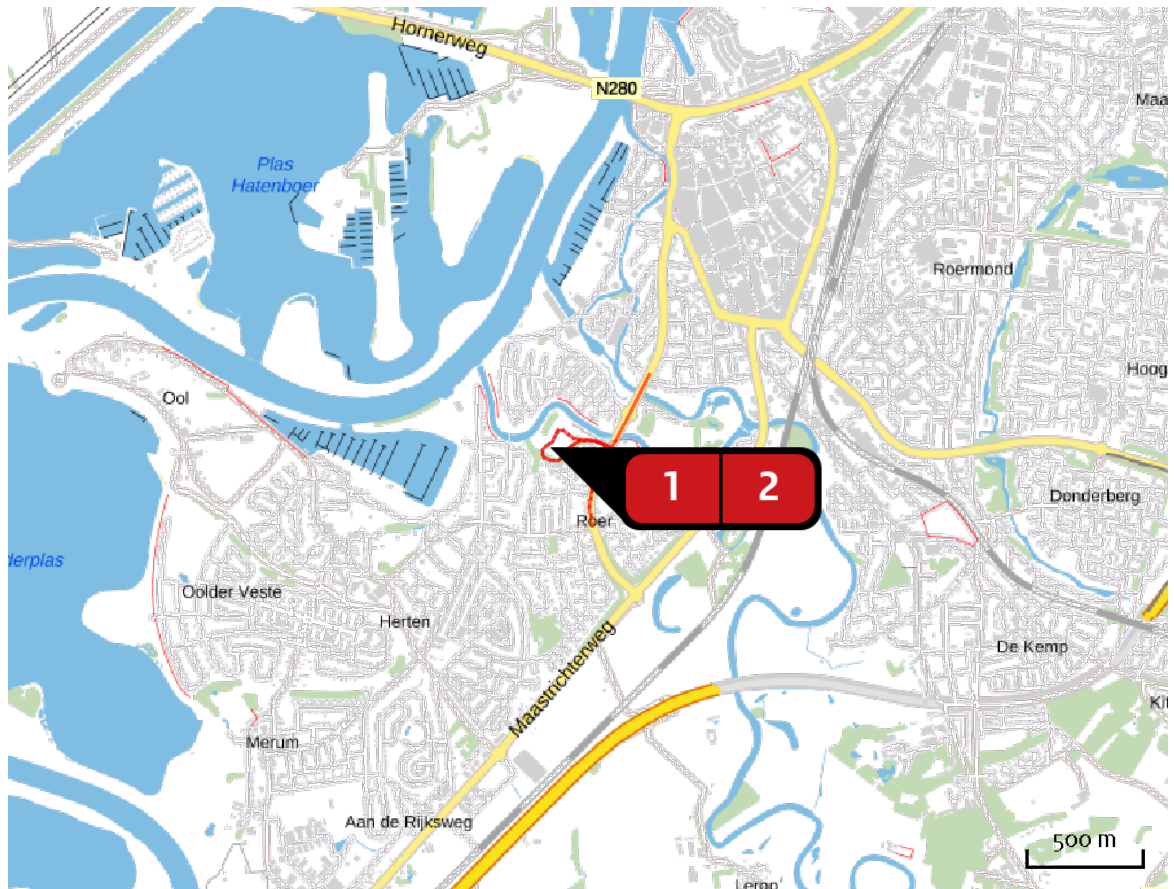 Hornerweg
N280
Maa
Plas
Hatenboer
Roermond
Hoog
Ool
1 2
Donderberg
Roer
derplas
Oolder Veste
Herten
De Kemp
Maastrichterweg
Kit
Merum
Aan de Rijksweg
500 m
Lerop